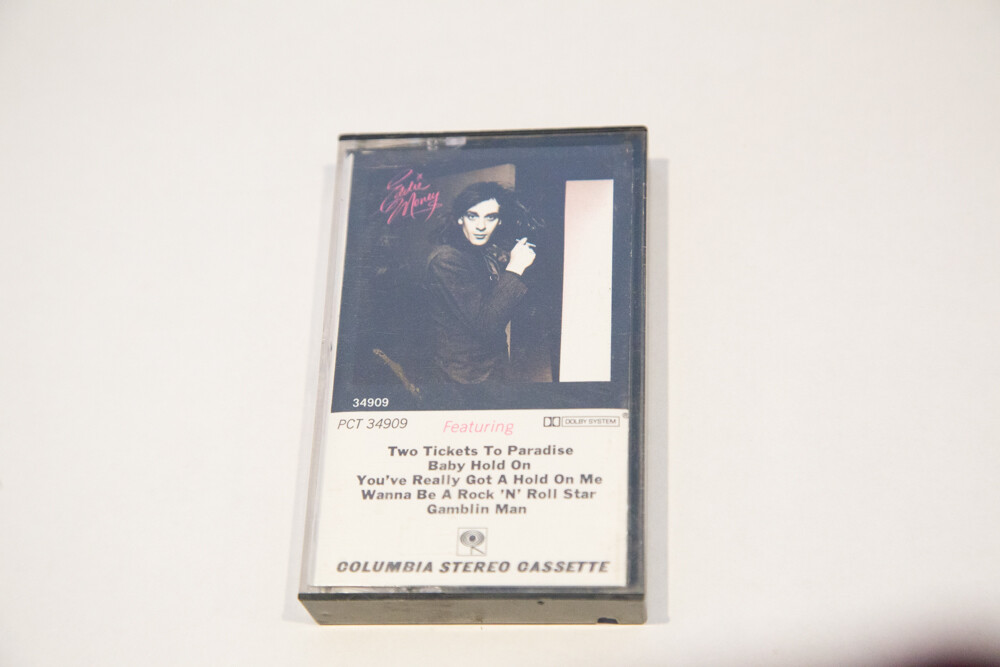 Eddie
Money
34909
PCT 34909
Featuring
DOLBY SYSTEM
Two Tickets To Paradise
Baby Hold On
You've Really Got A Hold On Me
Wanna Be A Rock 'N' Roll Star
Gamblin Man
COLUMBIA STEREO CASSETTE